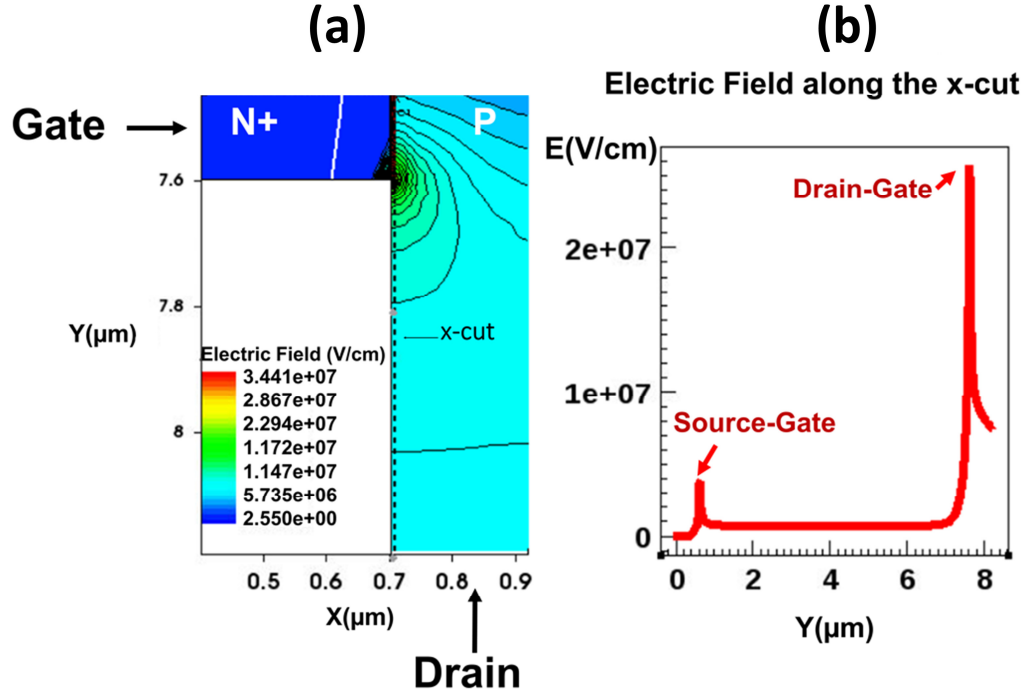 (a)
Gate
N+
P
7.6
7.8
Y(µm)
x-cut
Electric Field (V/cm)
3.441e+07
2.867e+07
2.294e+07
1.172e+07
1.147e+07
5.735e+06
2.550e+00
8
0.5 0.6 0.7 0.8 0.9
X(µm)
Drain
(b)
Electric Field along the x-cut
E(V/cm)
Drain-Gate
2e+07
1e+07
Source-Gate
0
0 2 4 6 8
Y(µm)